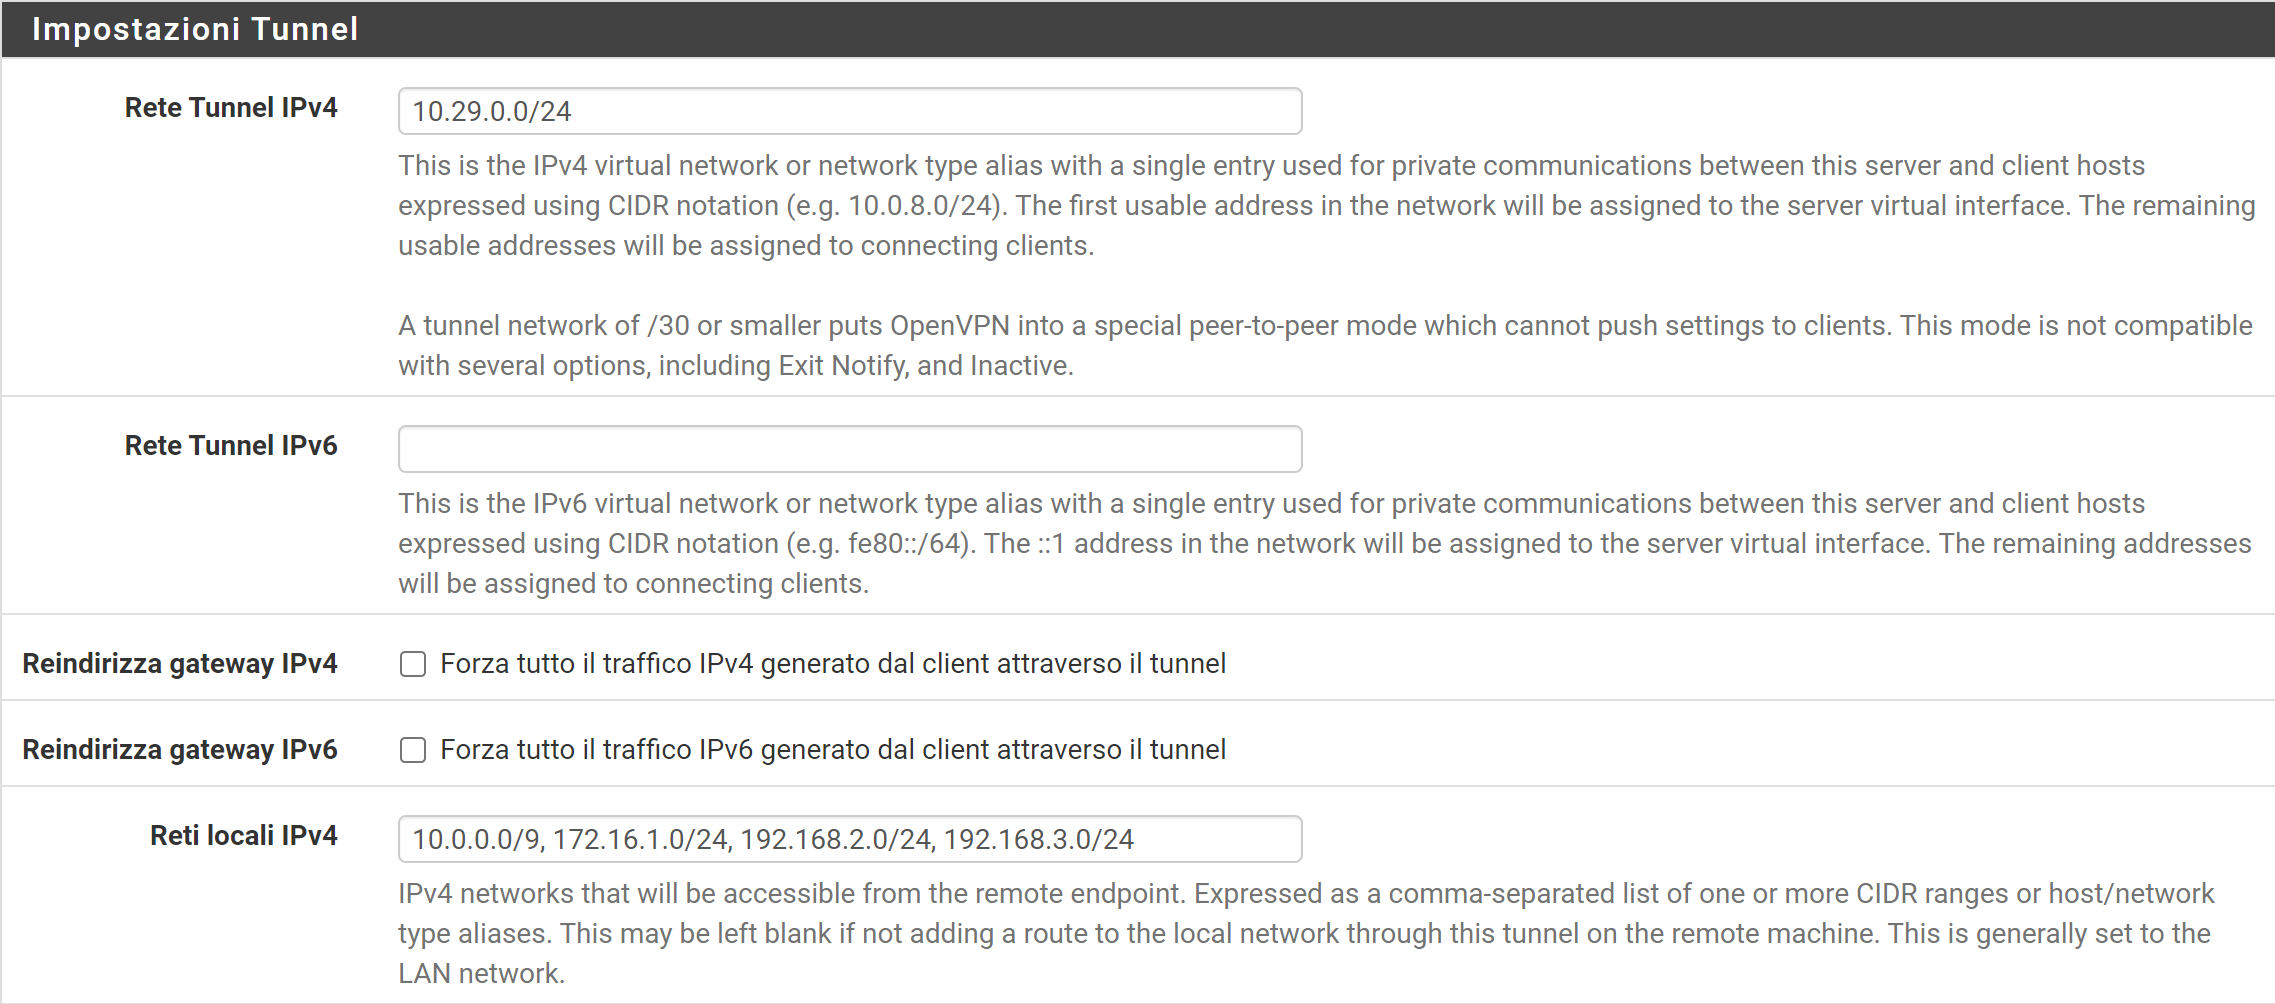 Impostazioni Tunnel
Rete Tunnel IPv4
10.29.0.0/24
This is the IPv4 virtual network or network type alias with a single entry used for private communications between this server and client hosts
expressed using CIDR notation (e.g. 10.0.8.0/24). The first usable address in the network will be assigned to the server virtual interface. The remaining
usable addresses will be assigned to connecting clients.
A tunnel network of /30 or smaller puts OpenVPN into a special peer-to-peer mode which cannot push settings to clients. This mode is not compatible
with several options, including Exit Notify, and Inactive.
Rete Tunnel IPv6
This is the IPv6 virtual network or network type alias with a single entry used for private communications between this server and client hosts
expressed using CIDR notation (e.g. fe80::/64). The ::1 address in the network will be assigned to the server virtual interface. The remaining addresses
will be assigned to connecting clients.
Reindirizza gateway IPv4
Forza tutto il traffico IPv4 generato dal client attraverso il tunnel
Reindirizza gateway IPv6
Forza tutto il traffico IPv6 generato dal client attraverso il tunnel
Reti locali IPv4
10.0.0.0/9, 172.16.1.0/24, 192.168.2.0/24, 192.168.3.0/24
IPv4 networks that will be accessible from the remote endpoint. Expressed as a comma-separated list of one or more CIDR ranges or host/network
type aliases. This may be left blank if not adding a route to the local network through this tunnel on the remote machine. This is generally set to the
LAN network.